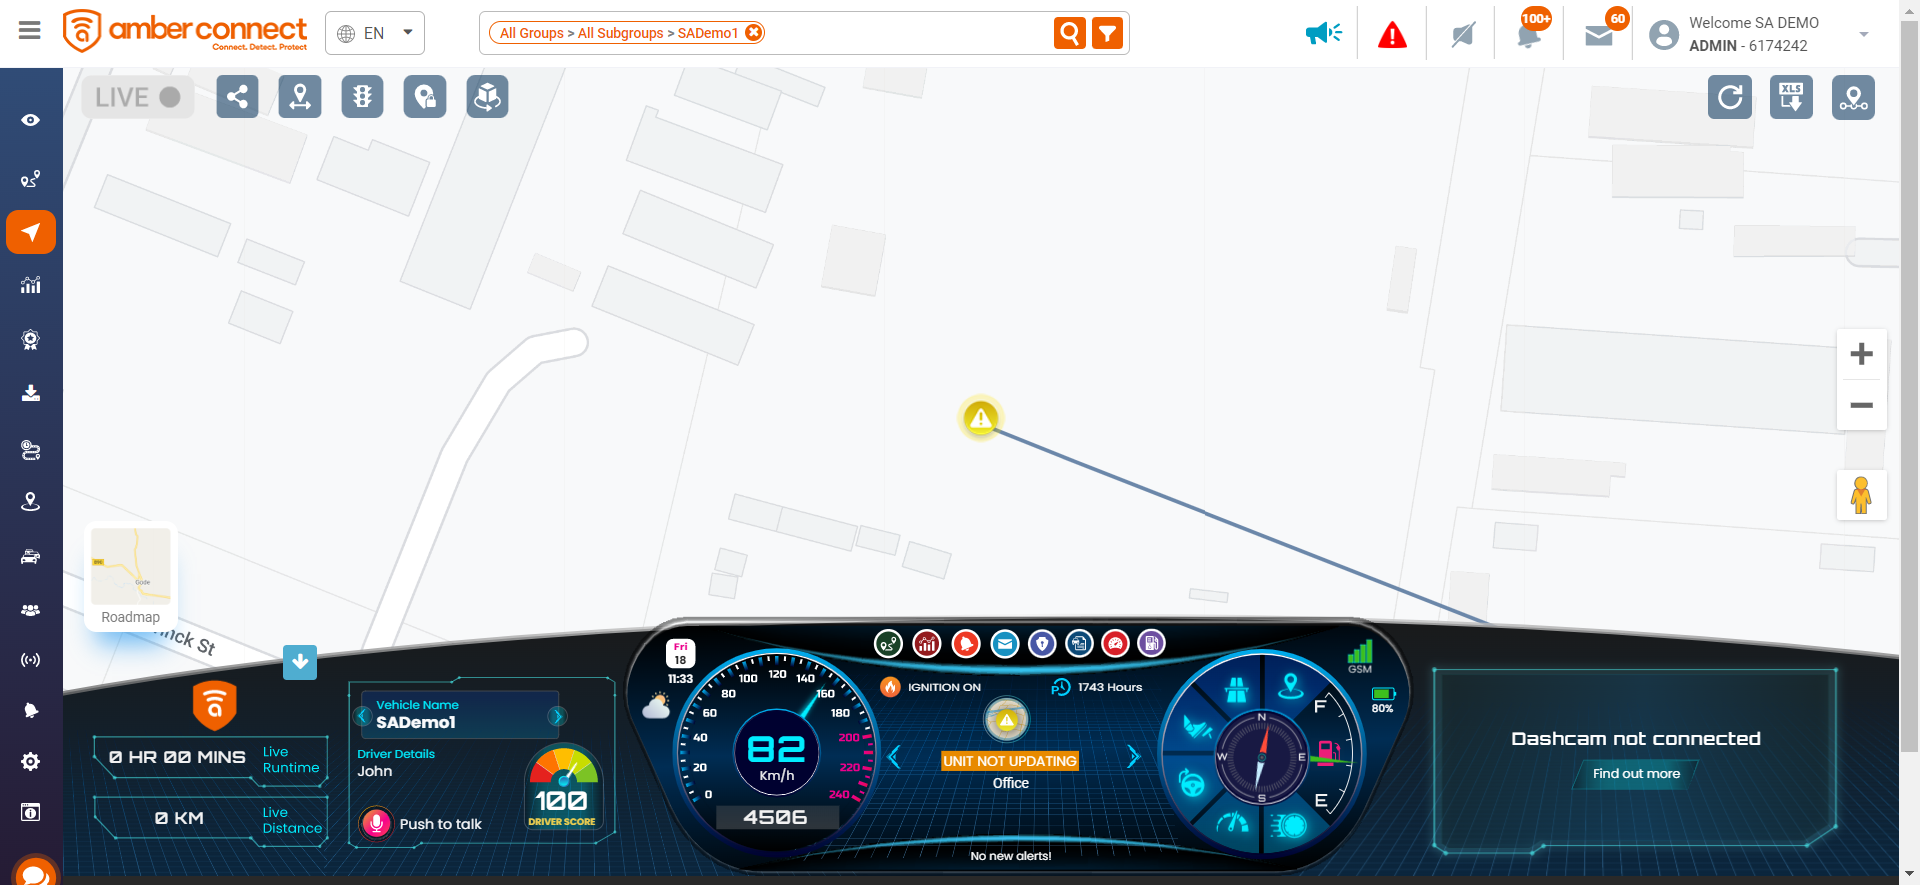 amber connect
Connect. Detect. Protect
EN
All Groups > All Subgroups > SADemo1
100+
60
Welcome SA DEMO
ADMIN - 6174242
LIVE
XLS
Gode
Roadmap
nck St
0 HR 00 MINS
Live
Runtime
0 KM
Live
Distance
Vehicle Name
SADemo1
Driver Details
John
100
DRIVER SCORE
Push to talk
Fri
18
11:33
0
20
40
60
80
100
120
140
160
180
200
220
240
82
Km/h
4506
IGNITION ON
P
1743 Hours
UNIT NOT UPDATING
Office
No new alerts!
N
W
E
S
F
E
GSM
80%
Dashcam not connected
Find out more